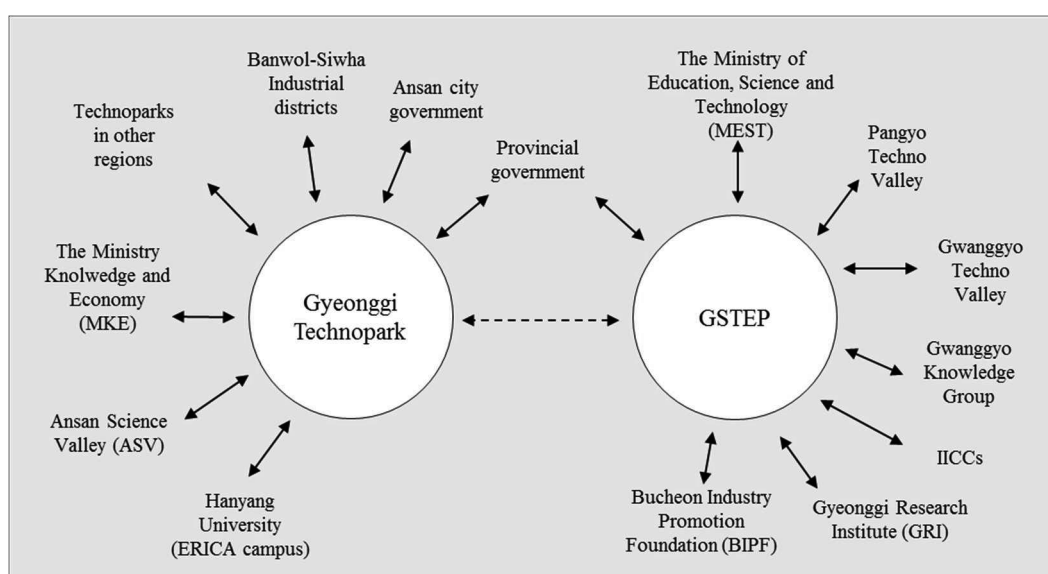 Banwol-Siwha
Industrial
districts
Ansan city
government
The Ministry of
Education, Science and
Technology
(MEST)
Technoparks
in other
regions
Provincial
government
Pangyo
Techno
Valley
The Ministry
Knolwedge and
Economy
(MKE)
Gyeonggi
Technopark
GSTEP
Gwanggyo
Techno
Valley
Gwanggyo
Knowledge
Group
Ansan Science
Valley (ASV)
IICCs
Hanyang
University
(ERICA campus)
Bucheon Industry
Promotion
Foundation (BIPF)
Gyeonggi Research
Institute (GRI)